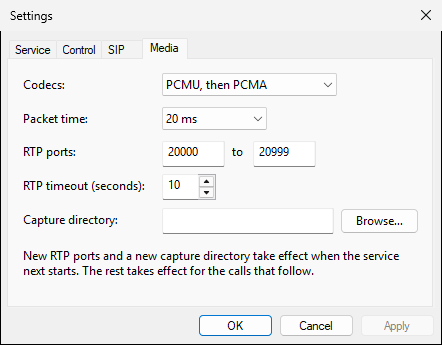 Settings
Service Control SIP Media
Codecs: PCMU, then PCMA
Packet time: 20 ms
RTP ports: 20000 to 20999
RTP timeout (seconds): 10
Capture directory: Browse...
New RTP ports and a new capture directory take effect when the service
next starts. The rest takes effect for the calls that follow.
OK Cancel Apply